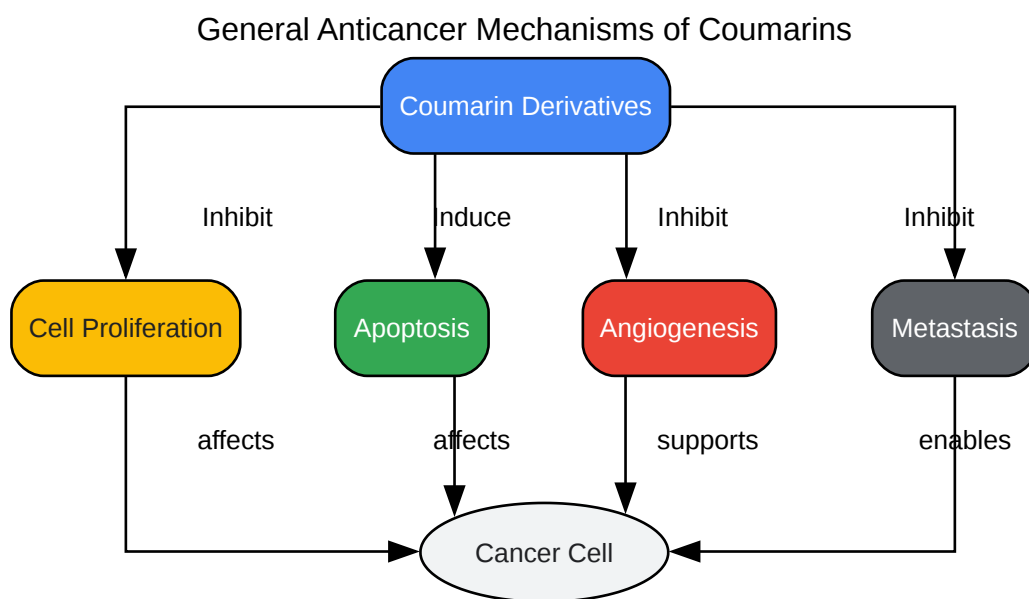 General Anticancer Mechanisms of Coumarins
Coumarin Derivatives
Inhibit
Induce
Inhibit
Inhibit
Cell Proliferation
Apoptosis
Angiogenesis
Metastasis
affects
affects
supports
enables
Cancer Cell